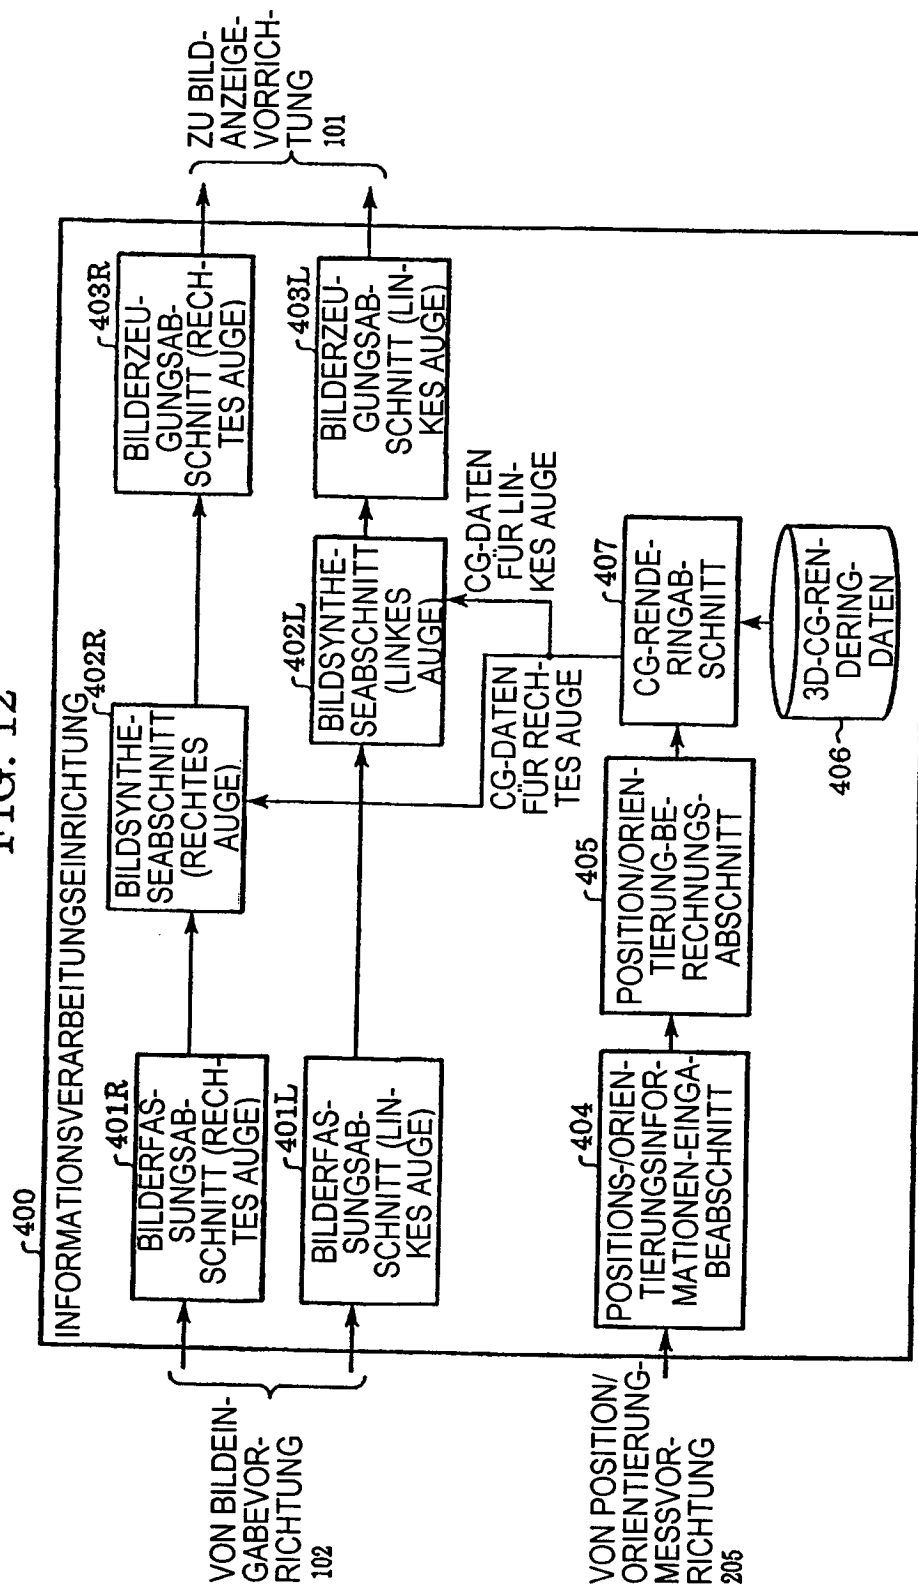 FIG. 12
400
INFORMATIONSVERARBEITUNGSEINRICHTUNG
VON BILDEIN-
GABEVOR-
RICHTUNG
102
401R
BILDERFAS-
SUNGSAB-
SCHNITT (RECH-
TES AUGE)
402R
BILDSYNTHE-
SEABSCHNITT
(RECHTES
AUGE)
403R
BILDERZEU-
GUNGSAB-
SCHNITT (RECH-
TES AUGE)
ZU BILD-
ANZEIGE-
VORRICH-
TUNG
101
401L
BILDERFAS-
SUNGSAB-
SCHNITT (LIN-
KES AUGE)
402L
BILDSYNTHE-
SEABSCHNITT
(LINKES
AUGE)
403L
BILDERZEU-
GUNGSAB-
SCHNITT (LIN-
KES AUGE)
CG-DATEN
FÜR RECH-
TES AUGE
CG-DATEN
FÜR LIN-
KES AUGE
VON POSITION/
ORIENTIERUNG-
MESSVOR-
RICHTUNG
205
404
POSITIONS-/ORIEN-
TIERUNGSINFOR-
MATIONEN-EINGA-
BEABSCHNITT
405
POSITION/ORIEN-
TIERUNG-BE-
RECHNUNGS-
ABSCHNITT
407
CG-RENDE-
RINGAB-
SCHNITT
406
3D-CG-REN-
DERING-
DATEN